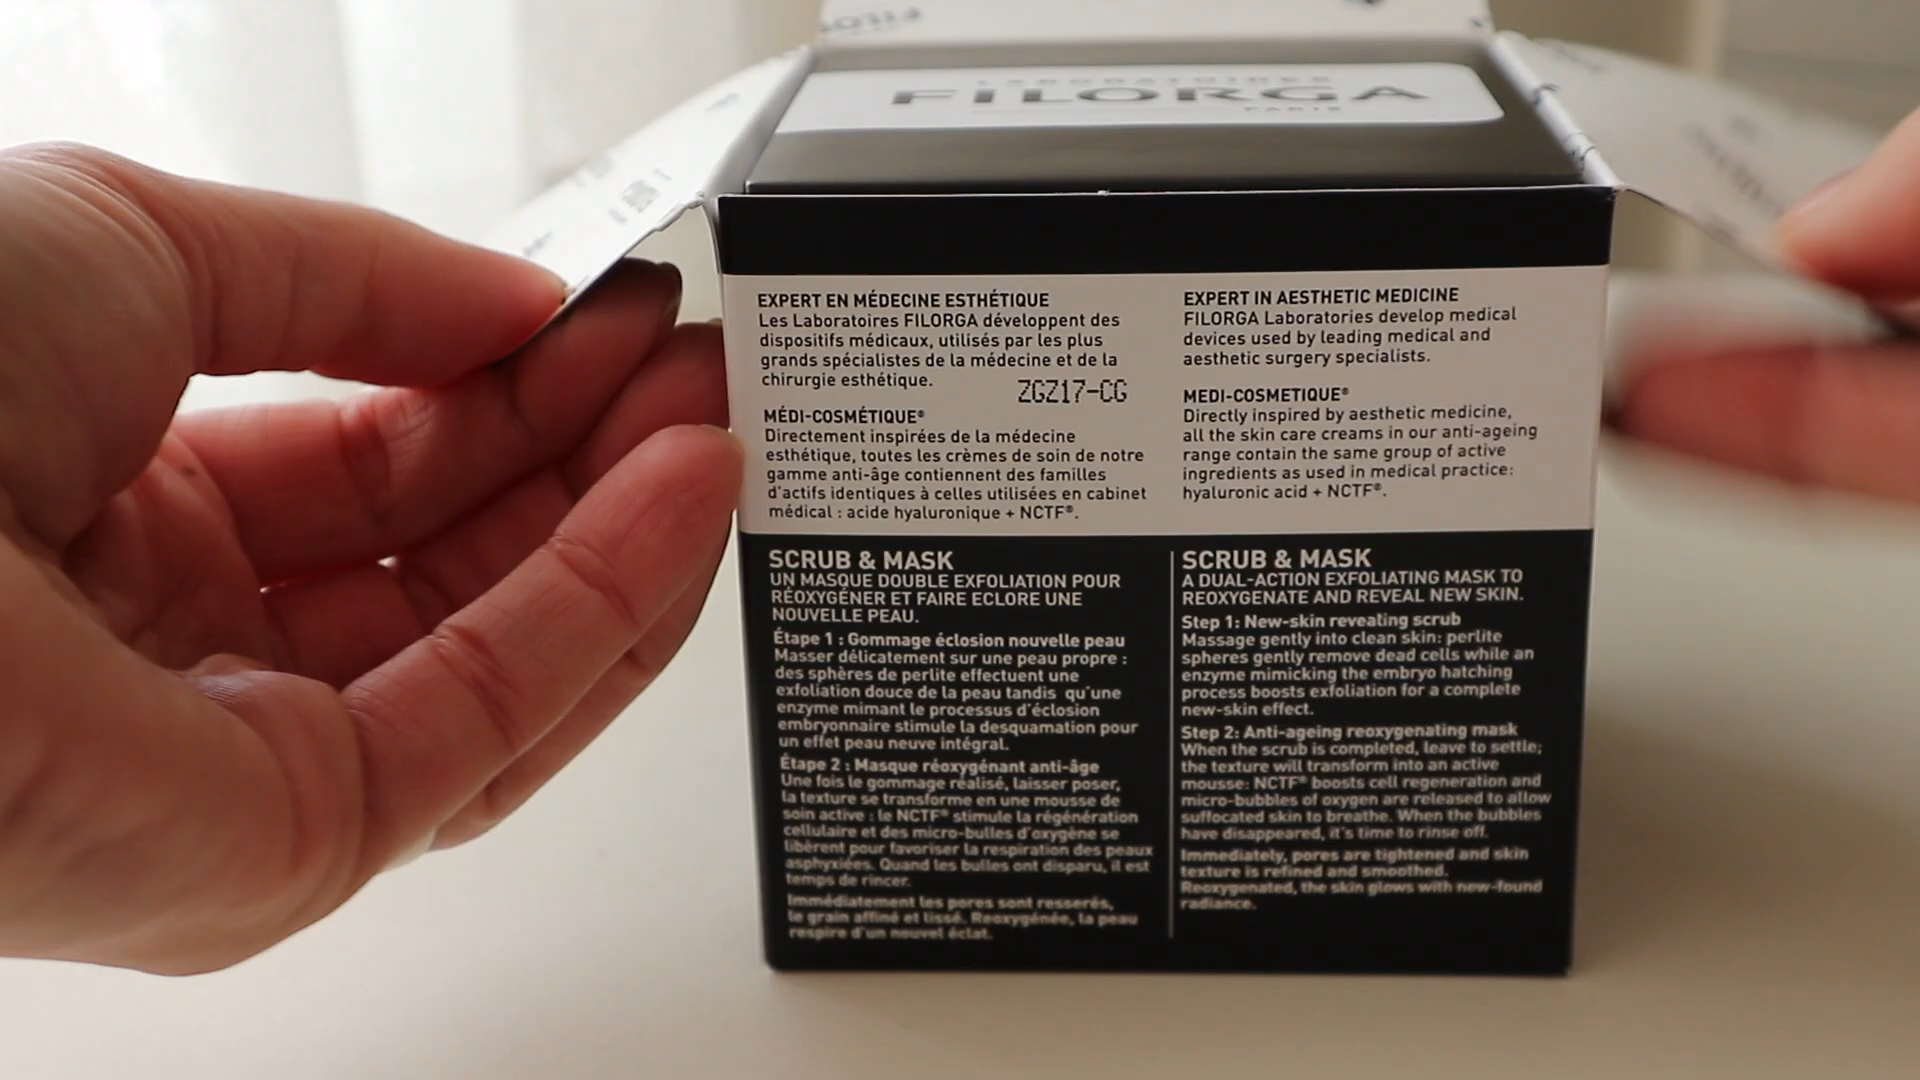 LABORATOIRES
FILORGA
PARIS
EXPERT EN MÉDECINE ESTHÉTIQUE
Les Laboratoires FILORGA développent des
dispositifs médicaux, utilisés par les plus
grands spécialistes de la médecine et de la
chirurgie esthétique.
ZGZ17-CG
MÉDI-COSMÉTIQUE®
Directement inspirées de la médecine
esthétique, toutes les crèmes de soin de notre
gamme anti-âge contiennent des familles
d'actifs identiques à celles utilisées en cabinet
médical : acide hyaluronique + NCTF®.
EXPERT IN AESTHETIC MEDICINE
FILORGA Laboratories develop medical
devices used by leading medical and
aesthetic surgery specialists.
MEDI-COSMETIQUE®
Directly inspired by aesthetic medicine,
all the skin care creams in our anti-ageing
range contain the same group of active
ingredients as used in medical practice:
hyaluronic acid + NCTF®.
SCRUB & MASK
UN MASQUE DOUBLE EXFOLIATION POUR
RÉOXYGÉNER ET FAIRE ECLORE UNE
NOUVELLE PEAU.
Étape 1 : Gommage éclosion nouvelle peau
Masser délicatement sur une peau propre :
des sphères de perlite effectuent une
exfoliation douce de la peau tandis qu'une
enzyme mimant le processus d'éclosion
embryonnaire stimule la desquamation pour
un effet peau neuve intégral.
Étape 2 : Masque réoxygénant anti-âge
Une fois le gommage réalisé, laisser poser,
la texture se transforme en une mousse de
soin active : le NCTF® stimule la régénération
cellulaire et des micro-bulles d'oxygène se
libèrent pour favoriser la respiration des peaux
asphyxiées. Quand les bulles ont disparu, il est
temps de rincer.
Immédiatement les pores sont resserés,
le grain affiné et lissé. Reoxygénée, la peau
respire d'un nouvel éclat.
SCRUB & MASK
A DUAL-ACTION EXFOLIATING MASK TO
REOXYGENATE AND REVEAL NEW SKIN.
Step 1: New-skin revealing scrub
Massage gently into clean skin: perlite
spheres gently remove dead cells while an
enzyme mimicking the embryo hatching
process boosts exfoliation for a complete
new-skin effect.
Step 2: Anti-ageing reoxygenating mask
When the scrub is completed, leave to settle;
the texture will transform into an active
mousse: NCTF® boosts cell regeneration and
micro-bubbles of oxygen are released to allow
suffocated skin to breathe. When the bubbles
have disappeared, it's time to rinse off.
Immediately, pores are tightened and skin
texture is refined and smoothed.
Reoxygenated, the skin glows with new-found
radiance.